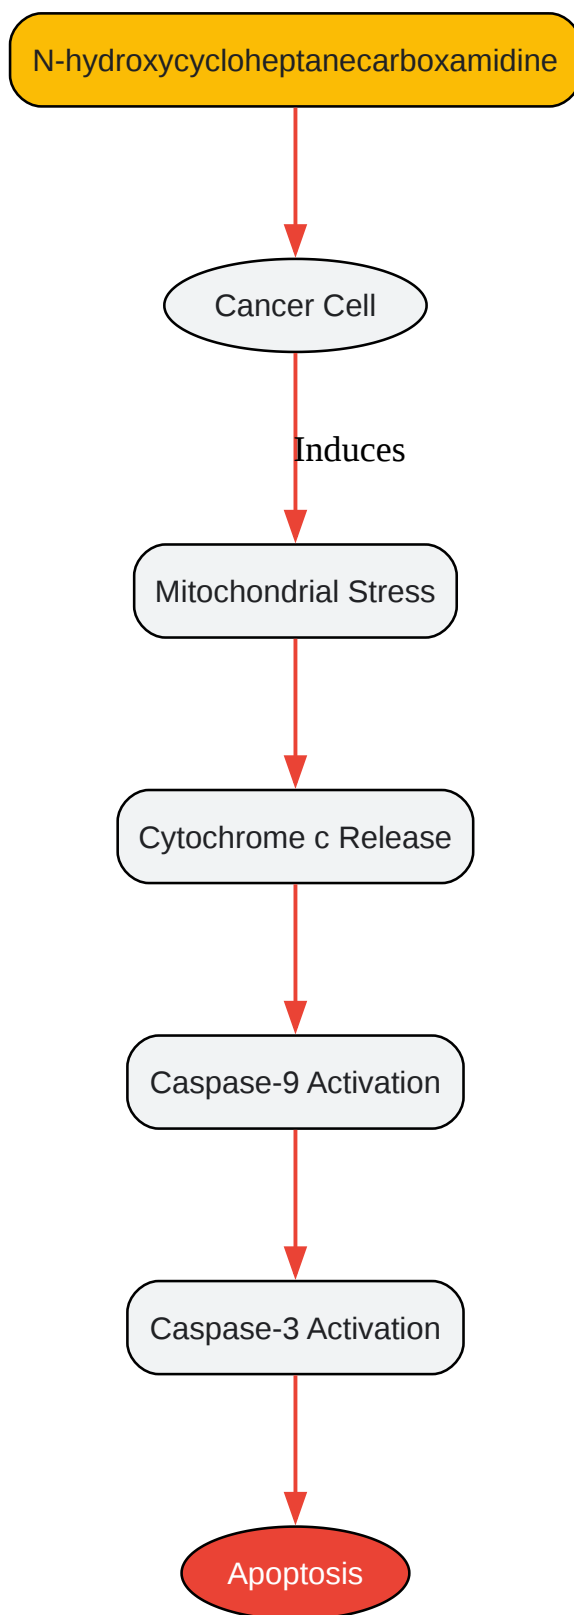 N-hydroxycycloheptanecarboxamidine
Cancer Cell
Induces
Mitochondrial Stress
Cytochrome c Release
Caspase-9 Activation
Caspase-3 Activation
Apoptosis